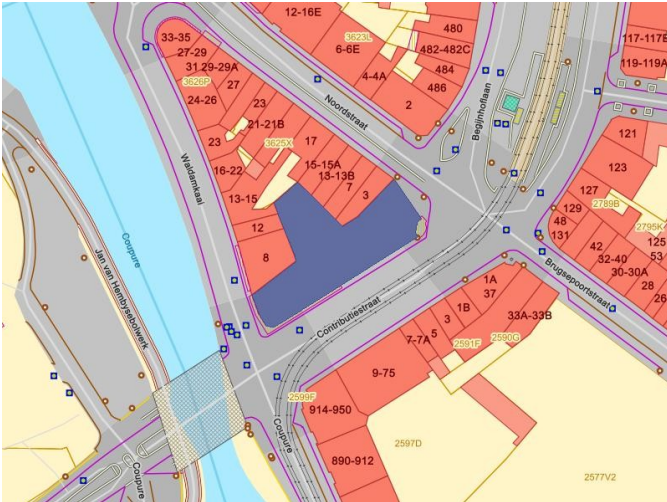 12-16E
480
117-117E
33-35
3623L
6-6E
482-482C
27-29
119-119A
31
29-29A
4-4A
484
3626P
27
486
24-26
2
23
Noordstraat
Begijnhoflaan
21-21B
121
23
17
3625X
123
15-15A
16-22
13-13B
Waldamkaai
7
127
3
2789B
13-15
129
48
2795K
12
131
Coupure
42
125
Jan van Hembysebolwerk
32-40
53
8
30-30A
Brugsepoortstraat
28
1A
26
37
Contributiestraat
1B
33A-33B
3
5
7-7A
2591F
2590G
9-75
2599F
914-950
Coupure
2597D
890-912
Coupure
2577V2